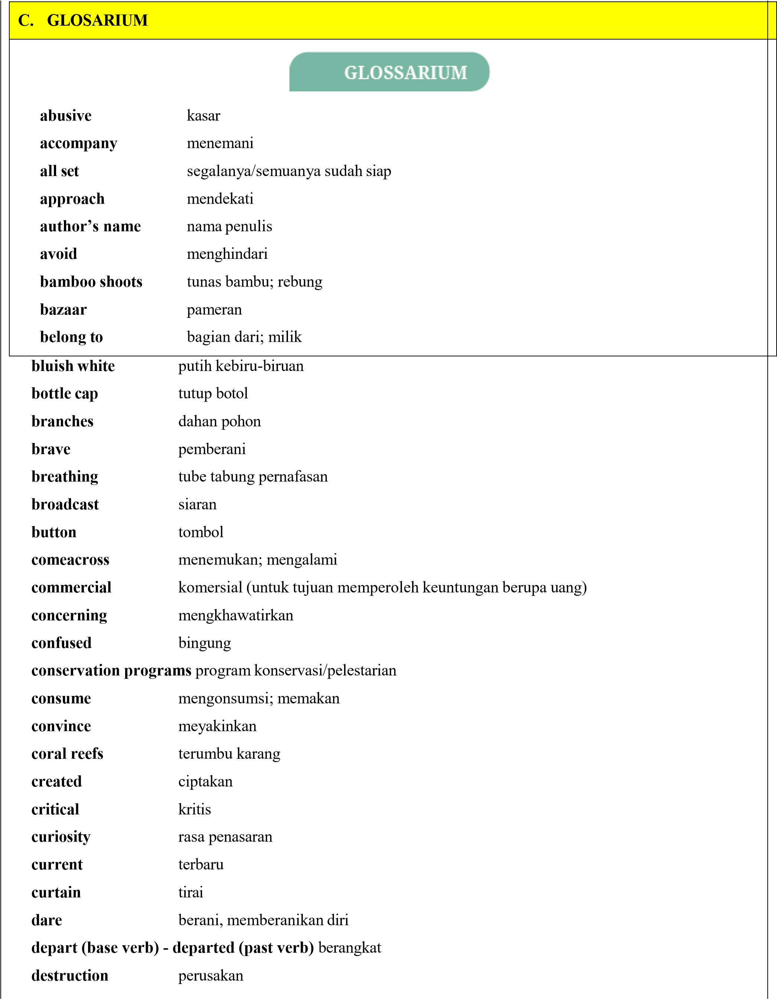 C. GLOSARIUM
GLOSSARIUM
abusive kasar
accompany menemani
all set segalanya/semuanya sudah siap
approach mendekati
author’s name nama penulis
avoid menghindari
bamboo shoots tunas bambu; rebung
bazaar pameran
belong to bagian dari; milik
bluish white putih kebiru-biruan
bottle cap tutup botol
branches dahan pohon
brave pemberani
breathing tube tabung pernafasan
broadcast siaran
button tombol
comeacross menemukan; mengalami
commercial komersial (untuk tujuan memperoleh keuntungan berupa uang)
concerning mengkhawatirkan
confused bingung
conservation programs program konservasi/pelestarian
consume mengonsumsi; memakan
convince meyakinkan
coral reefs terumbu karang
created ciptakan
critical kritis
curiosity rasa penasaran
current terbaru
curtain tirai
dare berani, memberanikan diri
depart (base verb) - departed (past verb) berangkat
destruction perusakan